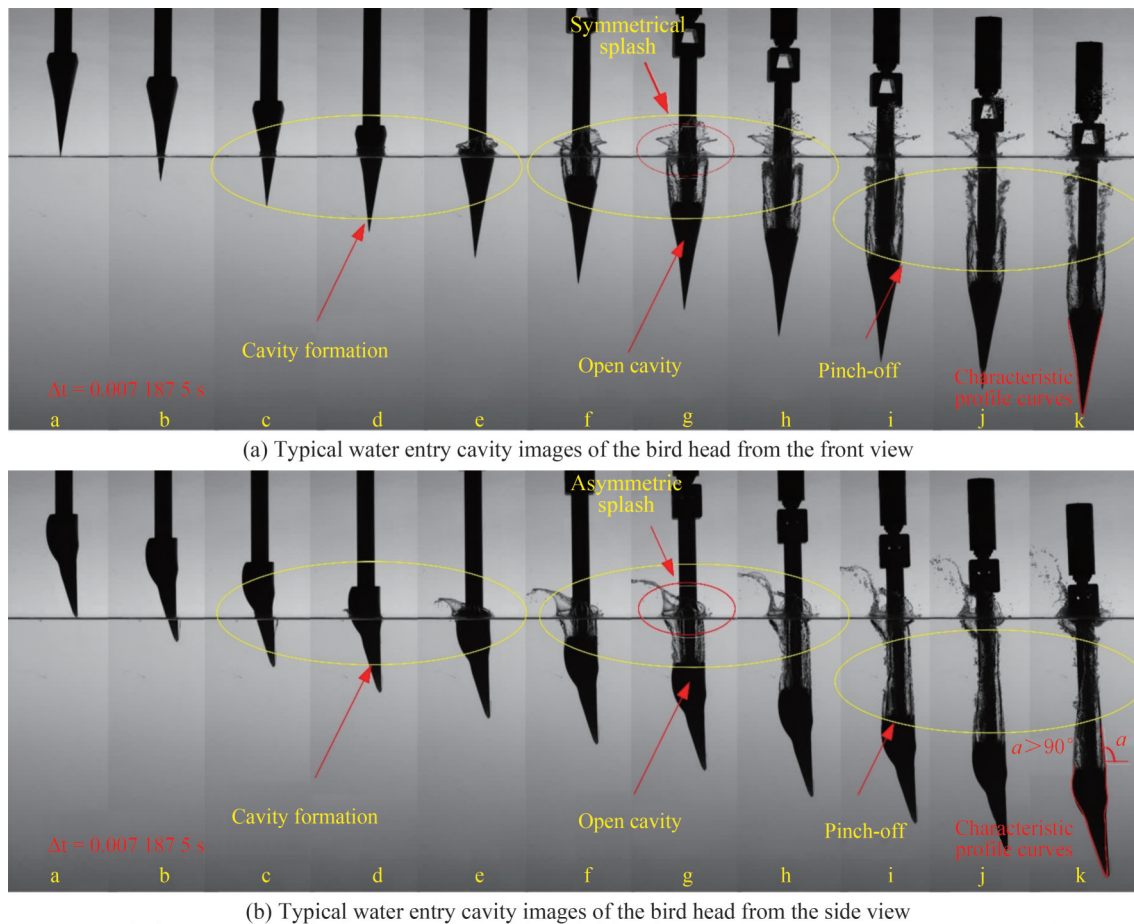 Symmetrical
splash
Cavity formation
Open cavity
Pinch-off
Δt = 0.007 187 5 s
Characteristic
profile curves
a b c d e f g h i j k
(a) Typical water entry cavity images of the bird head from the front view
Asymmetric
splash
a>90° a
Cavity formation
Open cavity
Pinch-off
Δt = 0.007 187 5 s
Characteristic
profile curves
a b c d e f g h i j k
(b) Typical water entry cavity images of the bird head from the side view